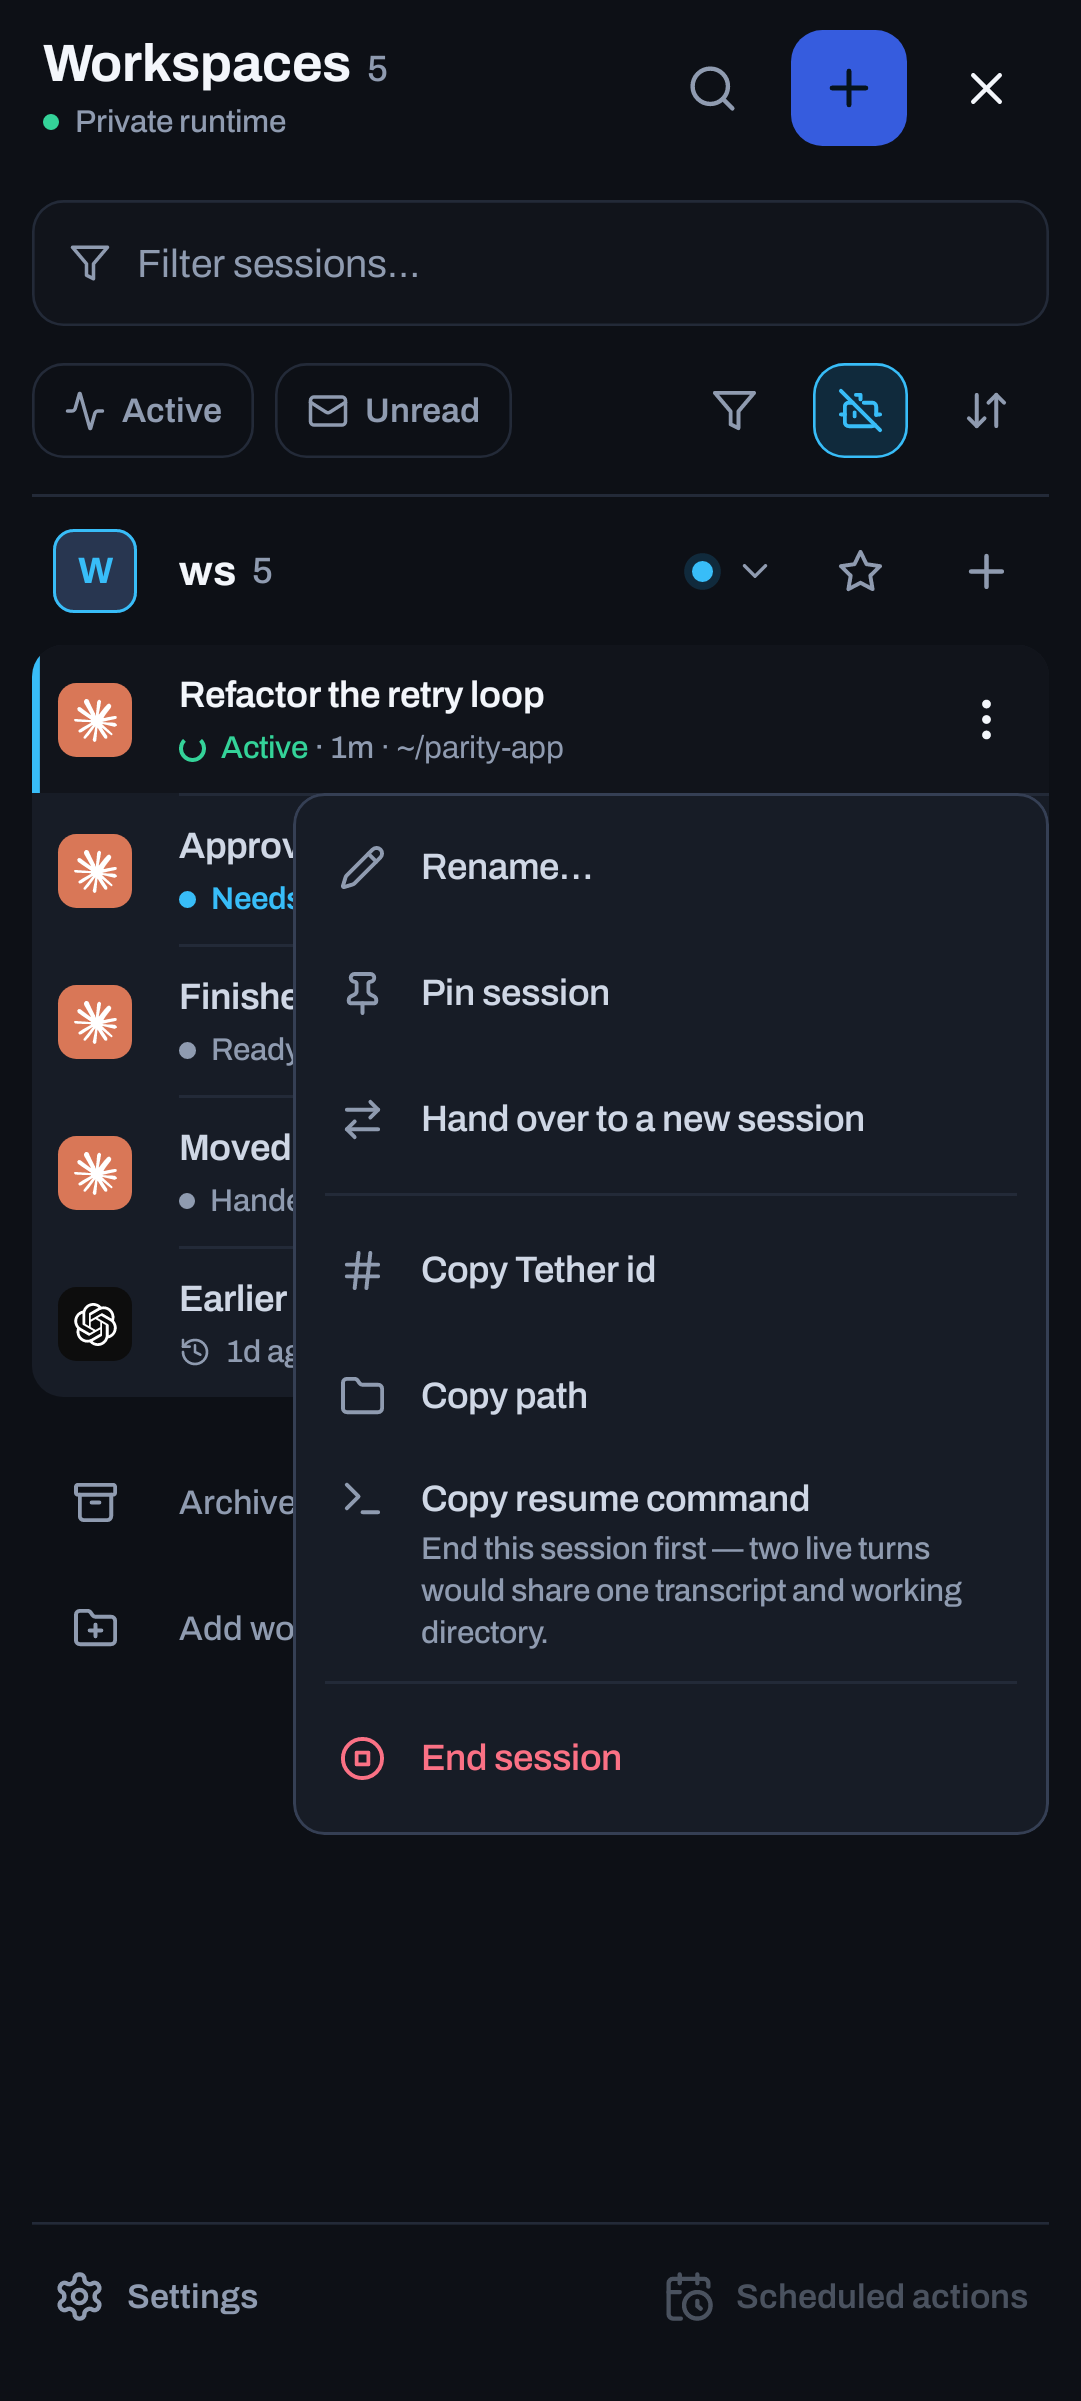 Workspaces 5
Private runtime
Filter sessions...
Active
Unread
W
ws 5
Refactor the retry loop
Active · 1m · ~/parity-app
Approv
Needs
Finishe
Ready
Moved
Hande
Earlier
1d ag
Archive
Add wo
Rename...
Pin session
Hand over to a new session
Copy Tether id
Copy path
Copy resume command
End this session first — two live turns
would share one transcript and working
directory.
End session
Settings
Scheduled actions